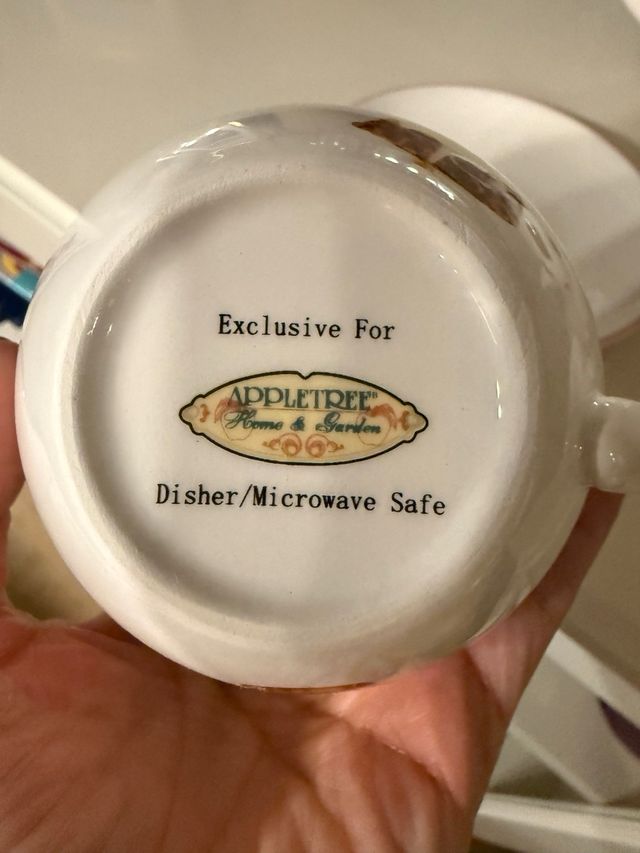 Exclusive For
APPLETREE®
Home & Garden
Disher/Microwave Safe